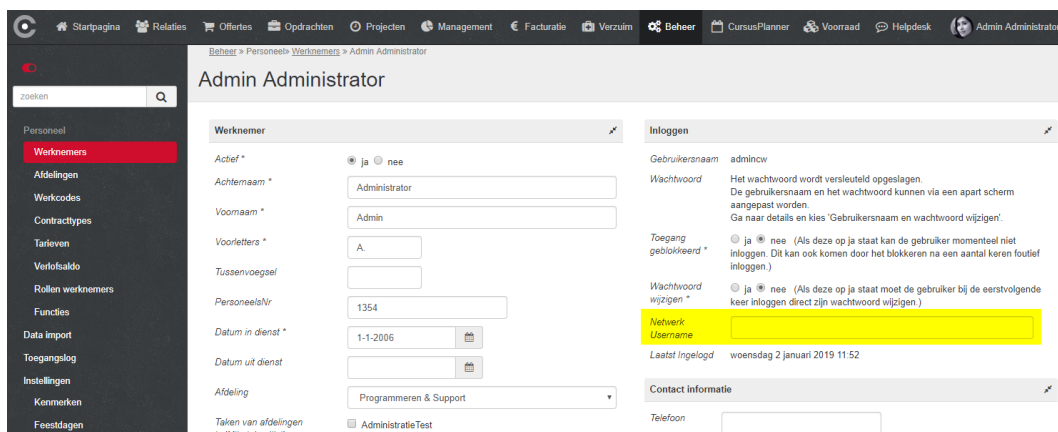 Startpagina Relaties Offertes Opdrachten Projecten Management € Facturatie Verzuim Beheer CursusPlanner Voorraad Helpdesk Admin Administrator
Beheer » Personeel» Werknemers » Admin Administrator
Admin Administrator
zoeken
Personeel
Werknemers
Afdelingen
Werkcodes
Contracttypes
Tarieven
Verlofsaldo
Rollen werknemers
Functies
Data import
Toegangslog
Instellingen
Kenmerken
Feestdagen
Werknemer
Actief * ja nee
Achternaam * Administrator
Voornaam * Admin
Voorletters * A.
Tussenvoegsel
PersoneelsNr 1354
Datum in dienst * 1-1-2006
Datum uit dienst
Afdeling Programmeren & Support
Taken van afdelingen AdministratieTest
Inloggen
Gebruikersnaam admincw
Wachtwoord Het wachtwoord wordt versleuteld opgeslagen.
De gebruikersnaam en het wachtwoord kunnen via een apart scherm
aangepast worden.
Ga naar details en kies 'Gebruikersnaam en wachtwoord wijzigen'.
Toegang
geblokkeerd * ja nee (Als deze op ja staat kan de gebruiker momenteel niet
inloggen. Dit kan ook komen door het blokkeren na een aantal keren foutief
inloggen.)
Wachtwoord
wijzigen * ja nee (Als deze op ja staat moet de gebruiker bij de eerstvolgende
keer inloggen direct zijn wachtwoord wijzigen.)
Netwerk
Username
Laatst Ingelogd woensdag 2 januari 2019 11:52
Contact informatie
Telefoon